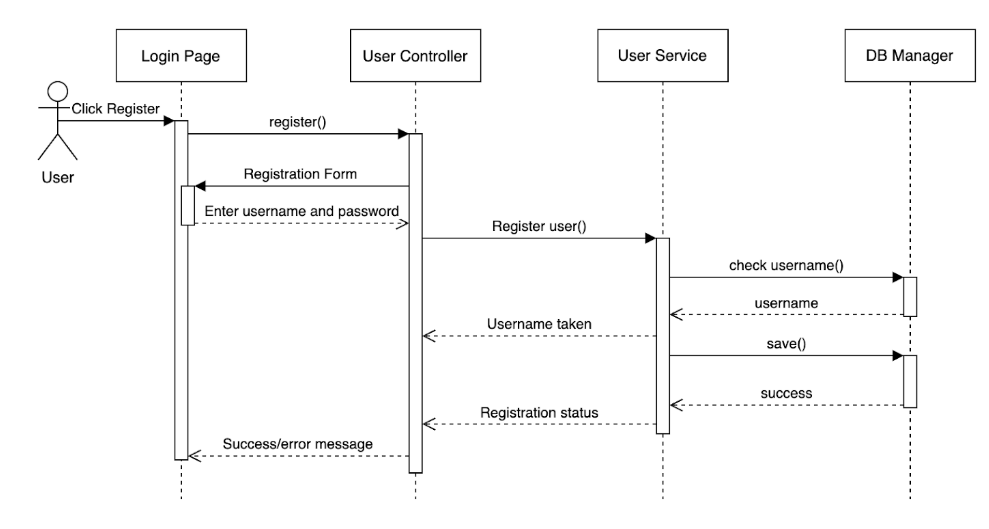 Login Page
User Controller
User Service
DB Manager
Click Register
User
register()
Registration Form
Enter username and password
Register user()
check username()
username
Username taken
save()
success
Registration status
Success/error message